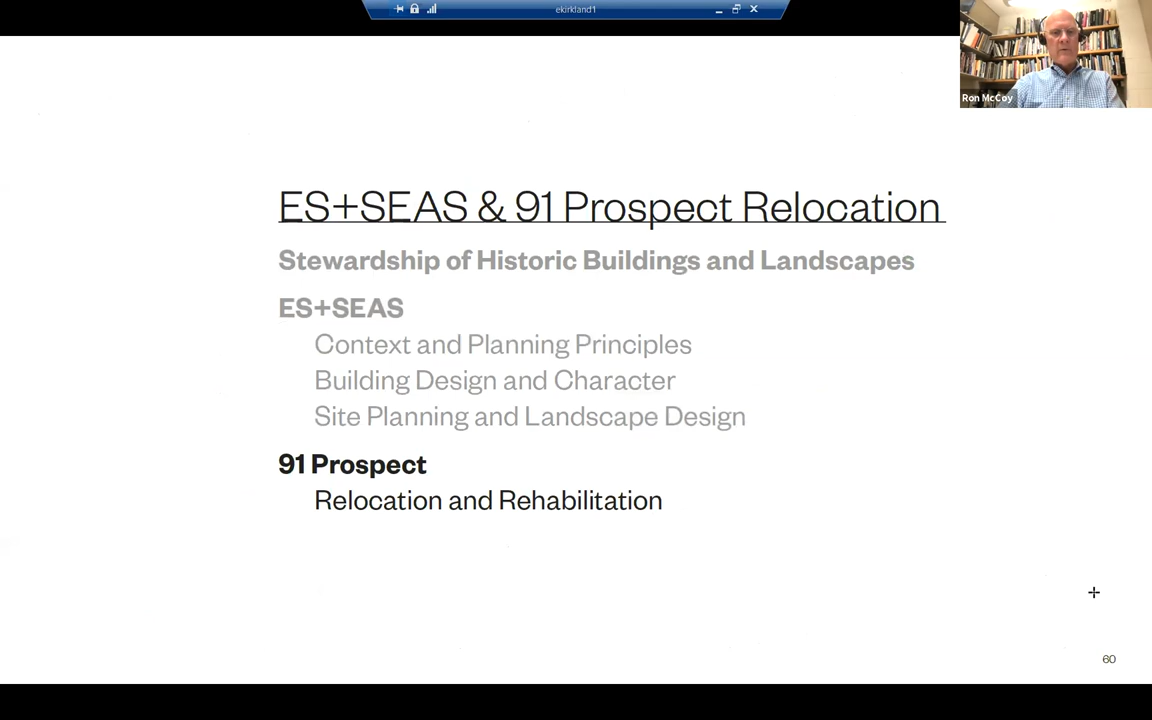 ekirkland1
Ron McCoy
ES+SEAS & 91 Prospect Relocation
Stewardship of Historic Buildings and Landscapes
ES+SEAS
Context and Planning Principles
Building Design and Character
Site Planning and Landscape Design
91 Prospect
Relocation and Rehabilitation
60